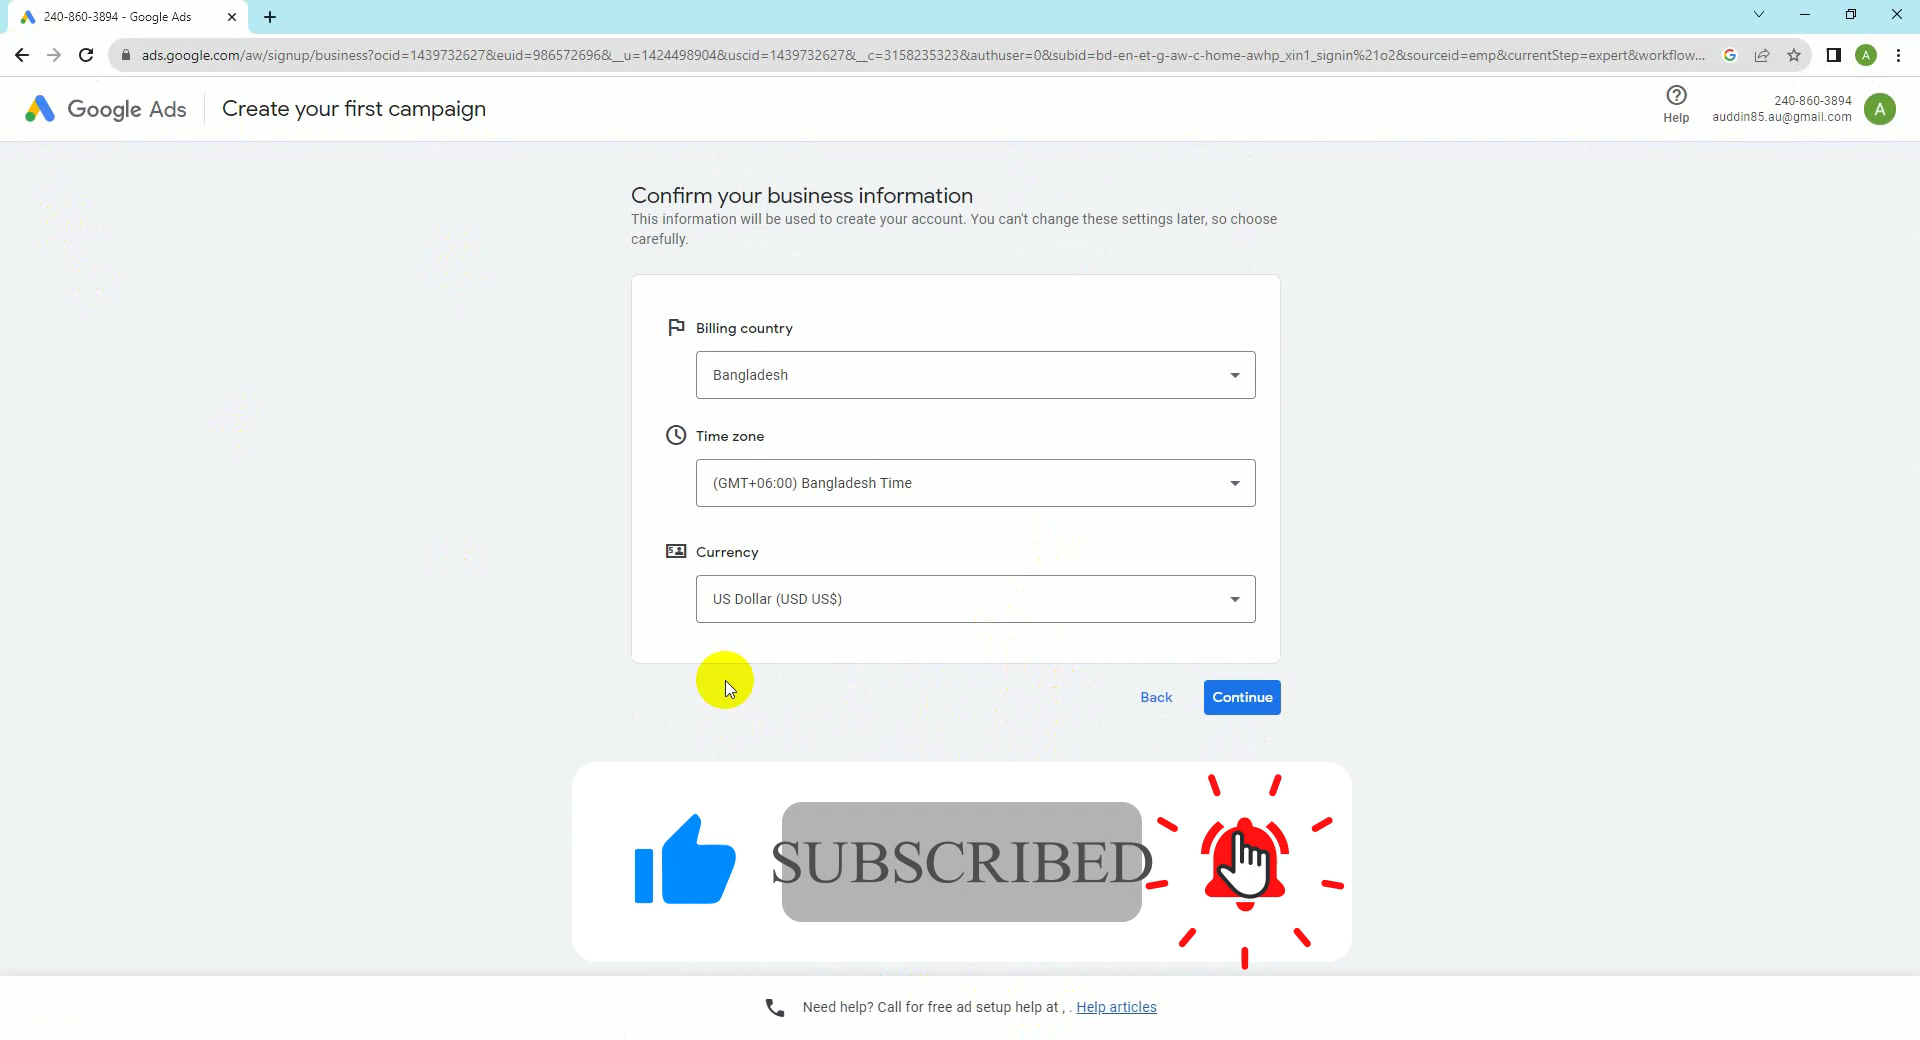 240-860-3894 - Google Ads
ads.google.com/aw/signup/business?ocid=1439732627&euid=986572696&__u=1424498904&uscid=1439732627&__c=3158235323&authuser=0&subid=bd-en-et-g-aw-c-home-awhp_xin1_signin%21o2&sourceid=emp&currentStep=expert&workflow...
A
Google Ads
Create your first campaign
Help
240-860-3894
auddin85.au@gmail.com
A
Confirm your business information
This information will be used to create your account. You can't change these settings later, so choose
carefully.
Billing country
Bangladesh
Time zone
(GMT+06:00) Bangladesh Time
Currency
US Dollar (USD US$)
Back
Continue
SUBSCRIBED
Need help? Call for free ad setup help at , . Help articles